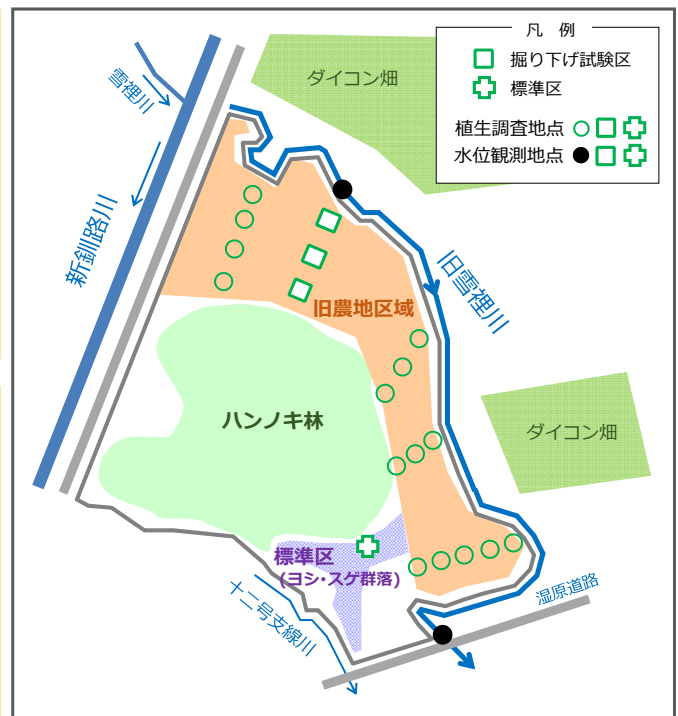 凡 例
掘り下げ試験区
標準区
植生調査地点
水位観測地点
ダイコン畑
雪裡川
新釧路川
旧雪裡川
旧農地区域
ハンノキ林
ダイコン畑
標準区
(ヨシ・スゲ群落)
十二号支線川
湿原道路